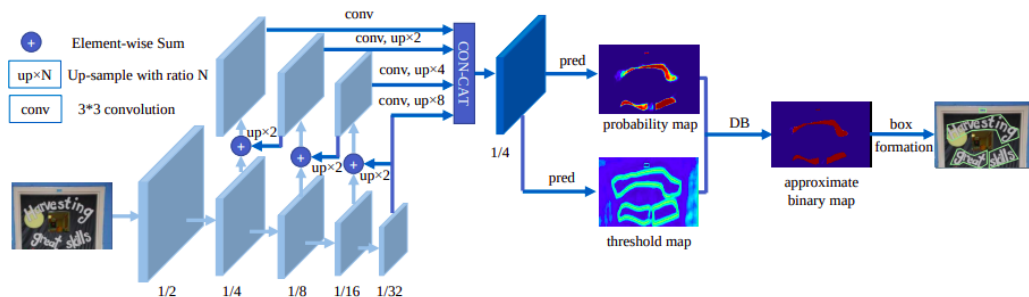 Element-wise Sum
up×N Up-sample with ratio N
conv 3*3 convolution
conv
conv, up×2
conv, up×4
conv, up×8
CON-CAT
up×2
up×2
up×2
1/2
1/4
1/8
1/16
1/32
1/4
pred
pred
probability map
threshold map
DB
approximate
binary map
box
formation
Harvesting
great skills
Harvesting
great skills